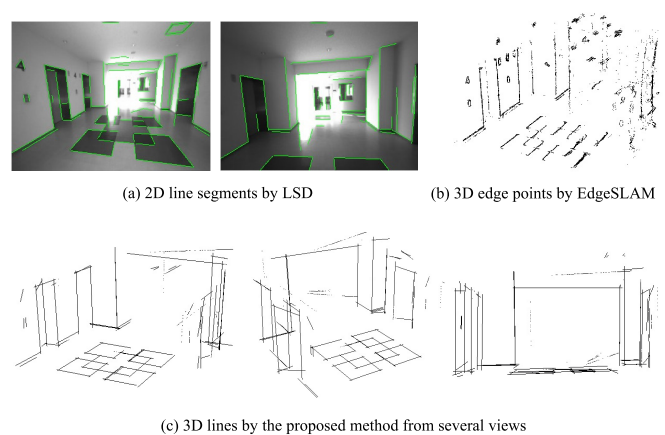 (a) 2D line segments by LSD
(b) 3D edge points by EdgeSLAM
(c) 3D lines by the proposed method from several views